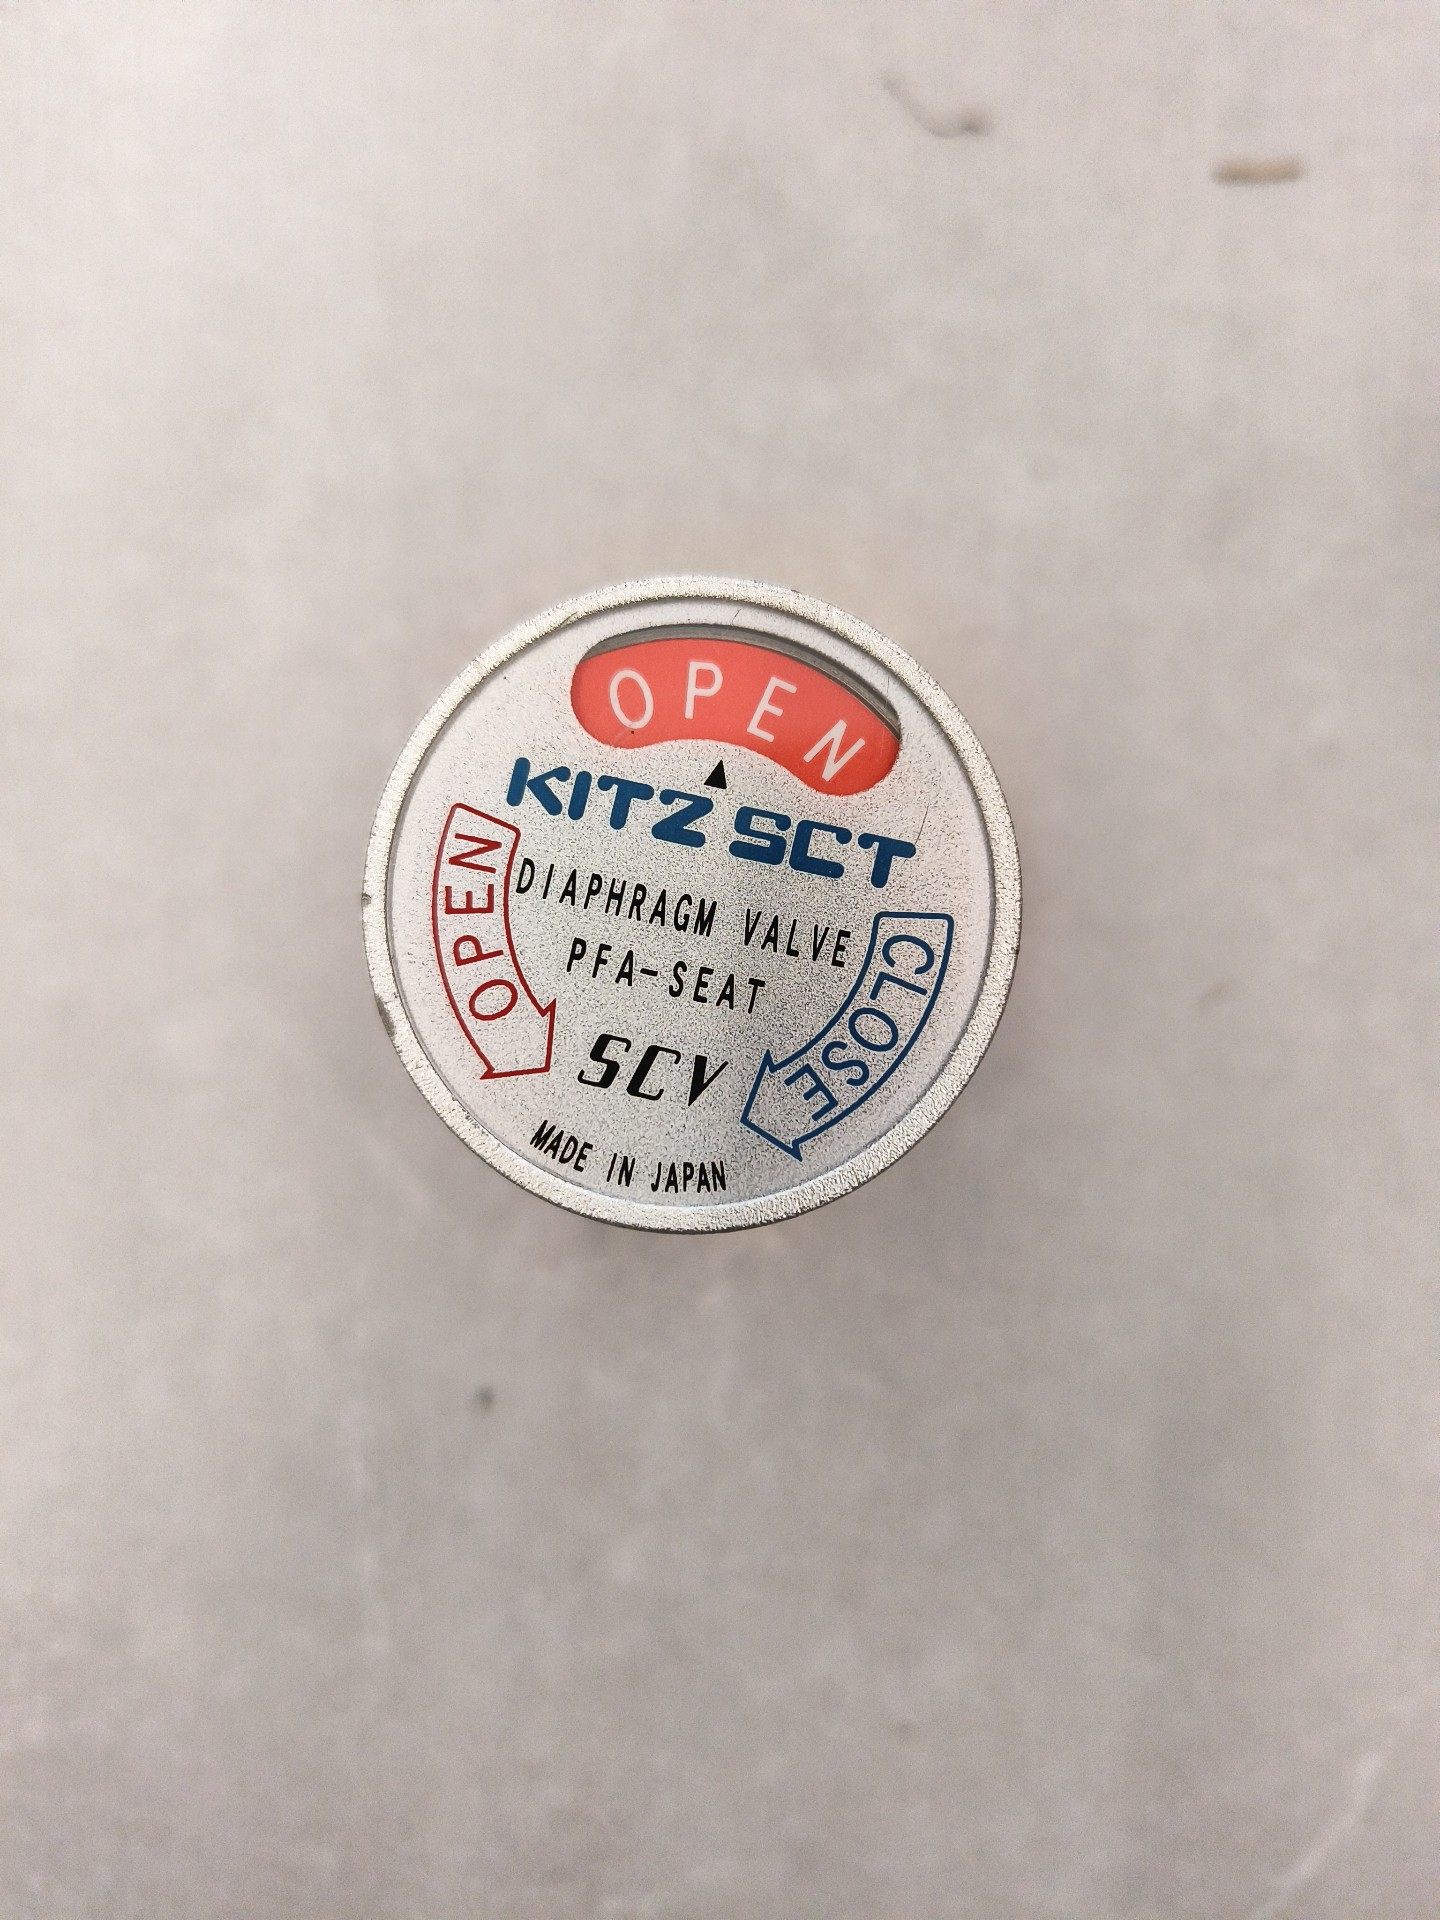 OPEN
KITZ SCT
OPEN
DIAPHRAGM VALVE
PFA-SEAT
CLOSE
SCV
MADE IN JAPAN